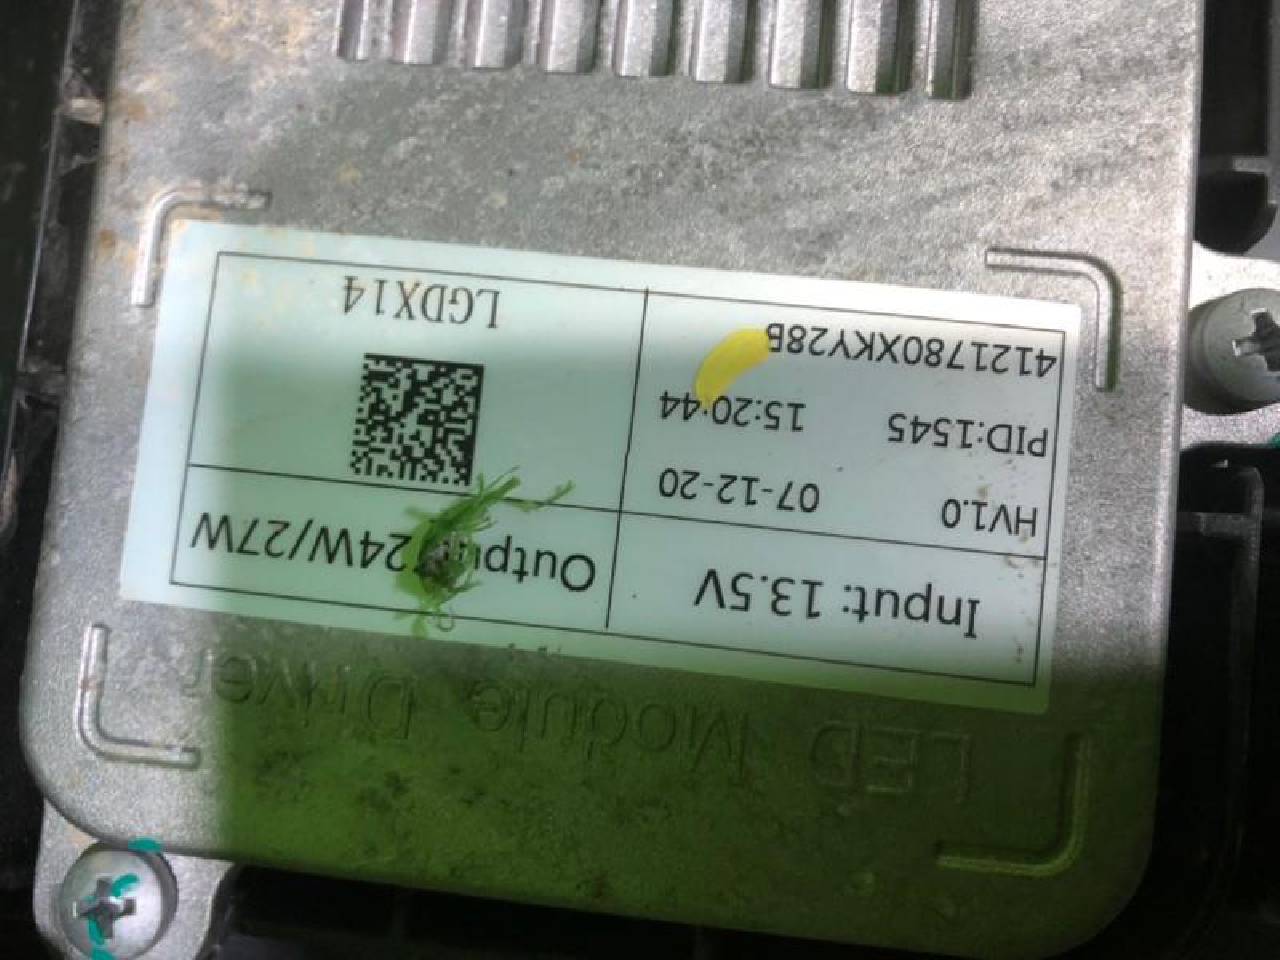 LED Module Driver
Input: 13.5V
Output: 24W/27W
HV1.0 07-12-20
PID:1545 15:20:44
4121780XKY28B
LGDX14